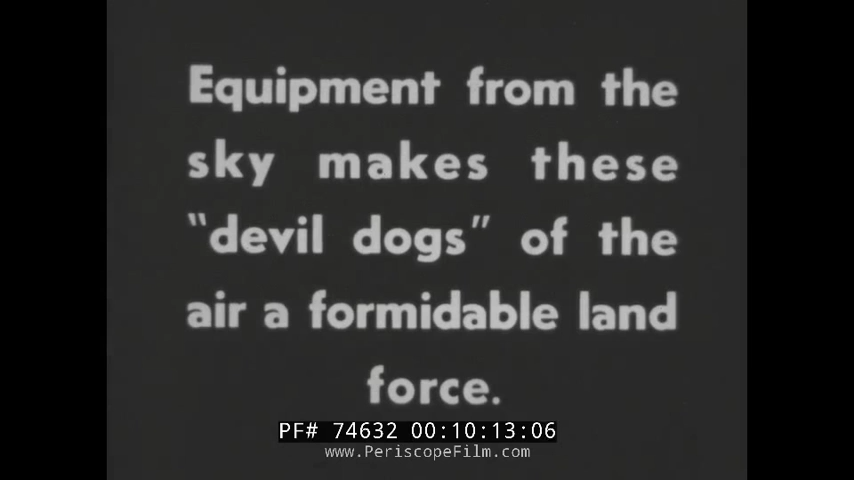 Equipment from the
sky makes these
"devil dogs" of the
air a formidable land
force.
PF# 74632 00:10:13:06
www.PeriscopeFilm.com